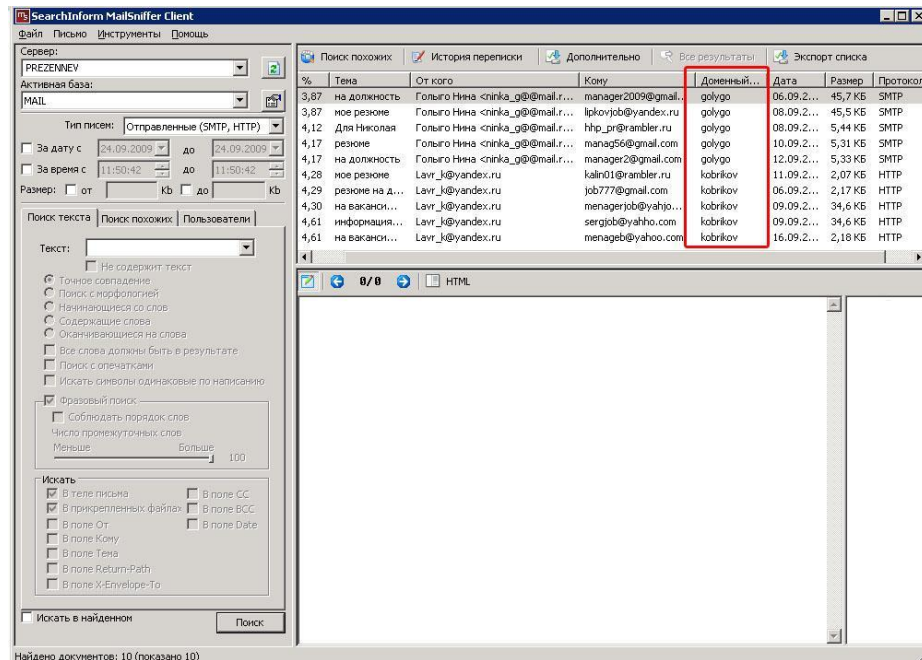 SearchInform MailSniffer Client
Файл Письмо Инструменты Помощь
Сервер:
PREZENNEV
Активная база:
MAIL
Тип писем: Отправленные (SMTP, HTTP)
За дату с 24.09.2009 до 24.09.2009
За время с 11:50:42 до 11:50:42
Размер: от Kb до Kb
Поиск текста Поиск похожих Пользователи
Текст:
Не содержит текст
Точное совпадение
Поиск с морфологией
Начинающиеся со слов
Содержащие слова
Оканчивающиеся на слова
Все слова должны быть в результате
Поиск с опечатками
Искать символы одинаковые по написанию
Фразовый поиск
Соблюдать порядок слов
Число промежуточных слов
Меньше Больше
100
Искать
В теле письма В поле CC
В прикрепленных файлах В поле BCC
В поле От В поле Date
В поле Кому
В поле Тема
В поле Return-Path
В поле X-Envelope-To
Искать в найденном Поиск
Найдено документов: 10 (показано 10)
Поиск похожих История переписки Дополнительно Все результаты Экспорт списка
% Тема От кого Кому Доменный... Дата Размер Протокол
3,87 на должность Голыго Нина <ninka_g@@mail.r... manager2009@gmail... golygo 06.09.2... 45,7 КБ SMTP
3,87 мое резюме Голыго Нина <ninka_g@@mail.r... lipkovjob@yandex.ru golygo 08.09.2... 45,5 КБ SMTP
4,12 Для Николая Голыго Нина <ninka_g@@mail.r... hhp_pr@rambler.ru golygo 08.09.2... 5,44 КБ SMTP
4,17 резюме Голыго Нина <ninka_g@@mail.r... manag56@gmail.com golygo 10.09.2... 5,31 КБ SMTP
4,17 на должность Голыго Нина <ninka_g@@mail.r... manager2@gmail.com golygo 12.09.2... 5,33 КБ SMTP
4,28 мое резюме Lavr_k@yandex.ru kalin01@rambler.ru kobrikov 11.09.2... 2,07 КБ HTTP
4,29 резюме на д... Lavr_k@yandex.ru job777@gmail.com kobrikov 06.09.2... 2,17 КБ HTTP
4,30 на ваканси... Lavr_k@yandex.ru menagerjob@yahjo... kobrikov 09.09.2... 34,6 КБ HTTP
4,61 информация... Lavr_k@yandex.ru sergjob@yahho.com kobrikov 09.09.2... 34,6 КБ HTTP
4,61 на ваканси... Lavr_k@yandex.ru menageb@yahoo.com kobrikov 16.09.2... 2,18 КБ HTTP
0/0 HTML